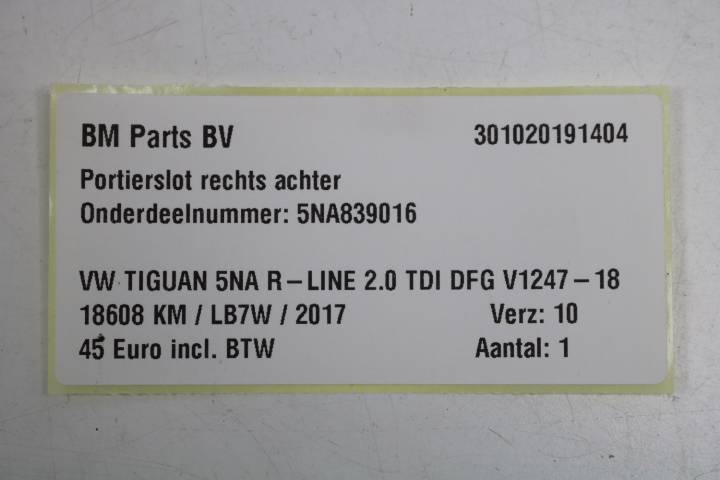 BM Parts BV 301020191404
Portierslot rechts achter
Onderdeelnummer: 5NA839016
VW TIGUAN 5NA R-LINE 2.0 TDI DFG V1247-18
18608 KM / LB7W / 2017 Verz: 10
45 Euro incl. BTW Aantal: 1